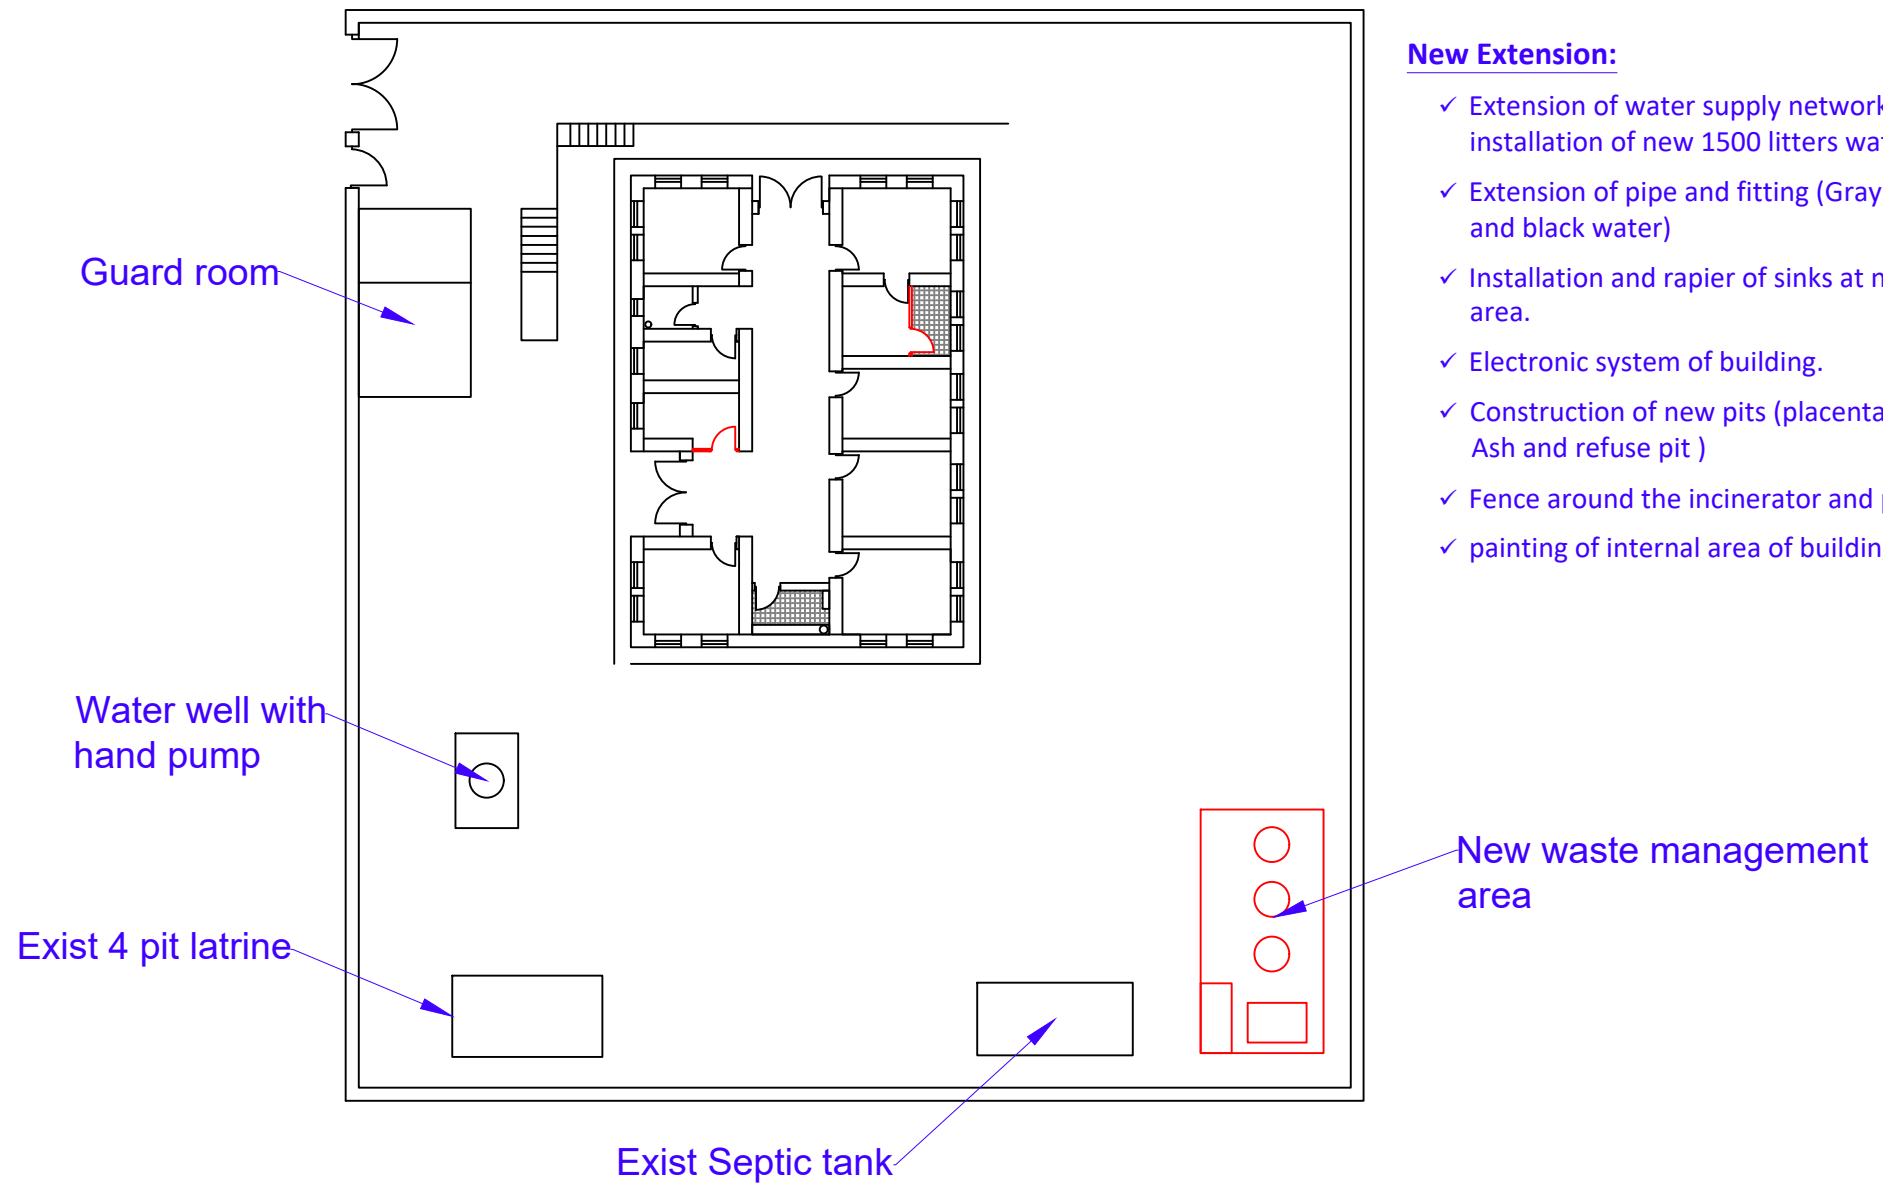 New Extension:
✓ Extension of water supply network
installation of new 1500 litters
✓ Extension of pipe and fitting (Gray
and black water)
✓ Installation and rapier of sinks at
area.
✓ Electronic system of building.
✓ Construction of new pits (placenta
Ash and refuse pit )
✓ Fence around the incinerator and
✓ painting of internal area of
Guard room
Water well with
hand pump
New waste management
area
Exist 4 pit latrine
Exist Septic tank